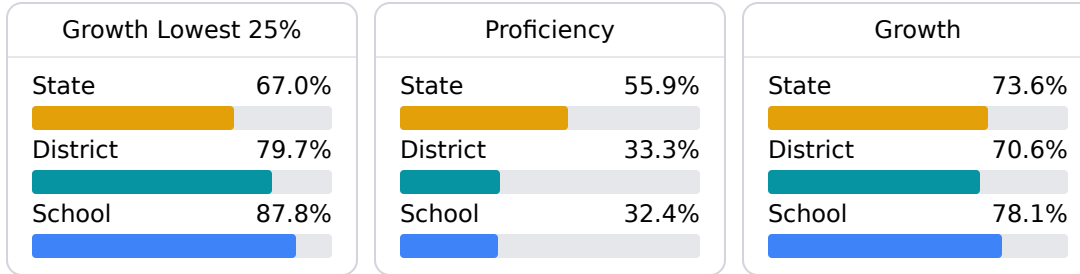 Growth Lowest 25%
State 67.0%
District 79.7%
School 87.8%
Proficiency
State 55.9%
District 33.3%
School 32.4%
Growth
State 73.6%
District 70.6%
School 78.1%